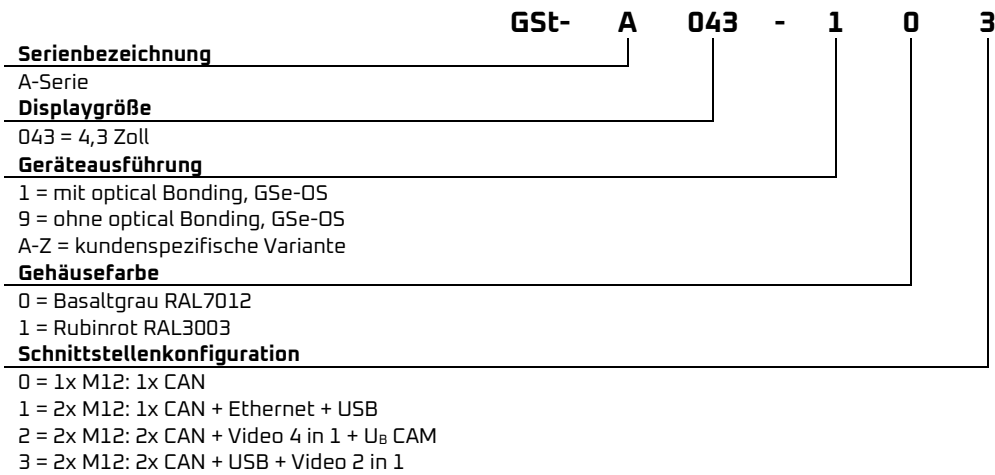 GSt- A 043 - 1 0 3
Serienbezeichnung
A-Serie
Displaygröße
043 = 4,3 Zoll
Geräteausführung
1 = mit optical Bonding, GSe-OS
9 = ohne optical Bonding, GSe-OS
A-Z = kundenspezifische Variante
Gehäusefarbe
0 = Basaltgrau RAL7012
1 = Rubinrot RAL3003
Schnittstellenkonfiguration
0 = 1x M12: 1x CAN
1 = 2x M12: 1x CAN + Ethernet + USB
2 = 2x M12: 2x CAN + Video 4 in 1 + UB CAM
3 = 2x M12: 2x CAN + USB + Video 2 in 1